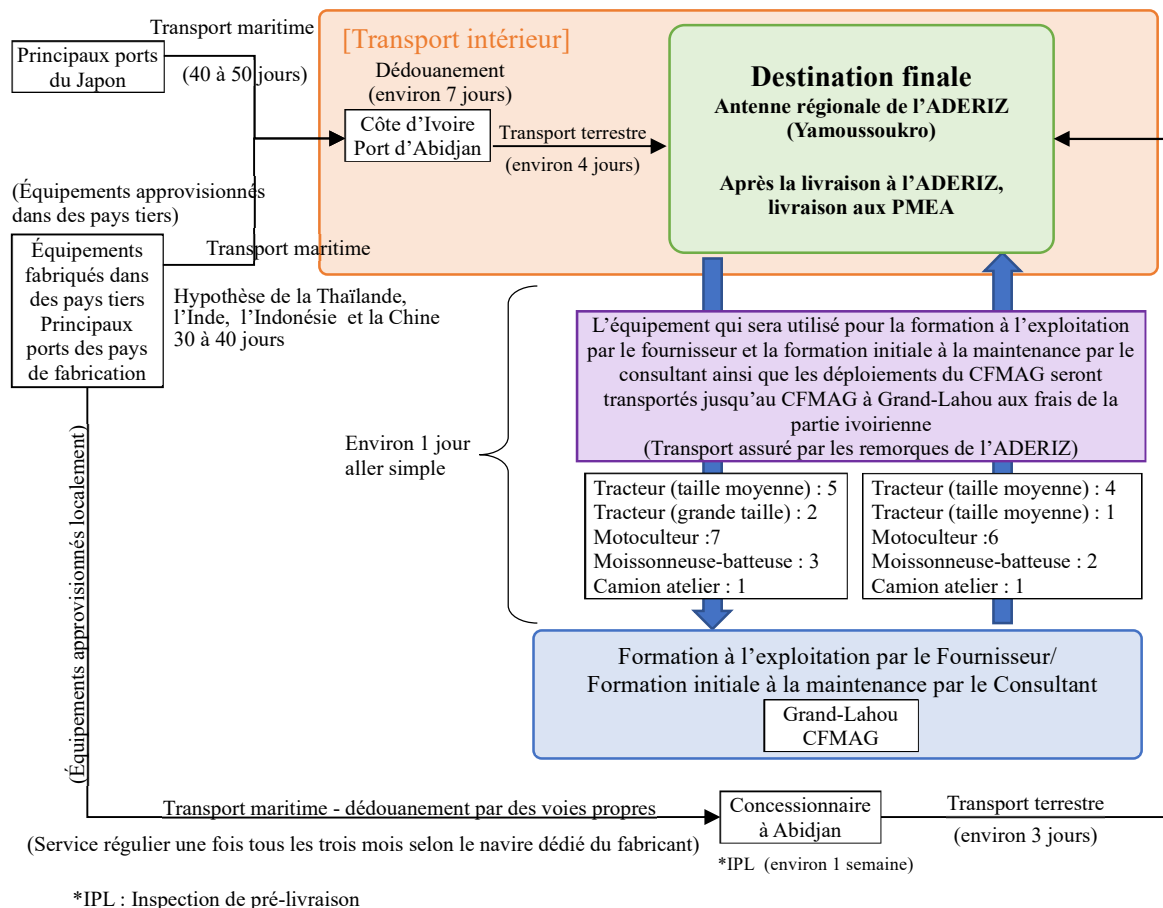 Transport maritime
Principaux ports
du Japon
(40 à 50 jours)
[Transport intérieur]
Dédouanement
(environ 7 jours)
Côte d’Ivoire
Port d’Abidjan
Transport terrestre
(environ 4 jours)
Destination finale
Antenne régionale de l’ADERIZ
(Yamoussoukro)
Après la livraison à l’ADERIZ,
livraison aux PMEA
(Équipements approvisionnés
dans des pays tiers)
Équipements
fabriqués dans
des pays tiers
Principaux
ports des pays
de fabrication
Transport maritime
Hypothèse de la Thaïlande,
l’Inde, l’Indonésie et la Chine
30 à 40 jours
L’équipement qui sera utilisé pour la formation à l’exploitation
par le fournisseur et la formation initiale à la maintenance par le
consultant ainsi que les déploiements du CFMAG seront
transportés jusqu’au CFMAG à Grand-Lahou aux frais de la
partie ivoirienne
(Transport assuré par les remorques de l’ADERIZ)
Environ 1 jour
aller simple
Tracteur (taille moyenne) : 5
Tracteur (grande taille) : 2
Motoculteur :7
Moissonneuse-batteuse : 3
Camion atelier : 1
Tracteur (taille moyenne) : 4
Tracteur (taille moyenne) : 1
Motoculteur :6
Moissonneuse-batteuse : 2
Camion atelier : 1
(Équipements approvisionnés localement)
Formation à l’exploitation par le Fournisseur/
Formation initiale à la maintenance par le Consultant
Grand-Lahou
CFMAG
Transport maritime - dédouanement par des voies propres
(Service régulier une fois tous les trois mois selon le navire dédié du fabricant)
Concessionnaire
à Abidjan
*IPL (environ 1 semaine)
Transport terrestre
(environ 3 jours)
*IPL : Inspection de pré-livraison